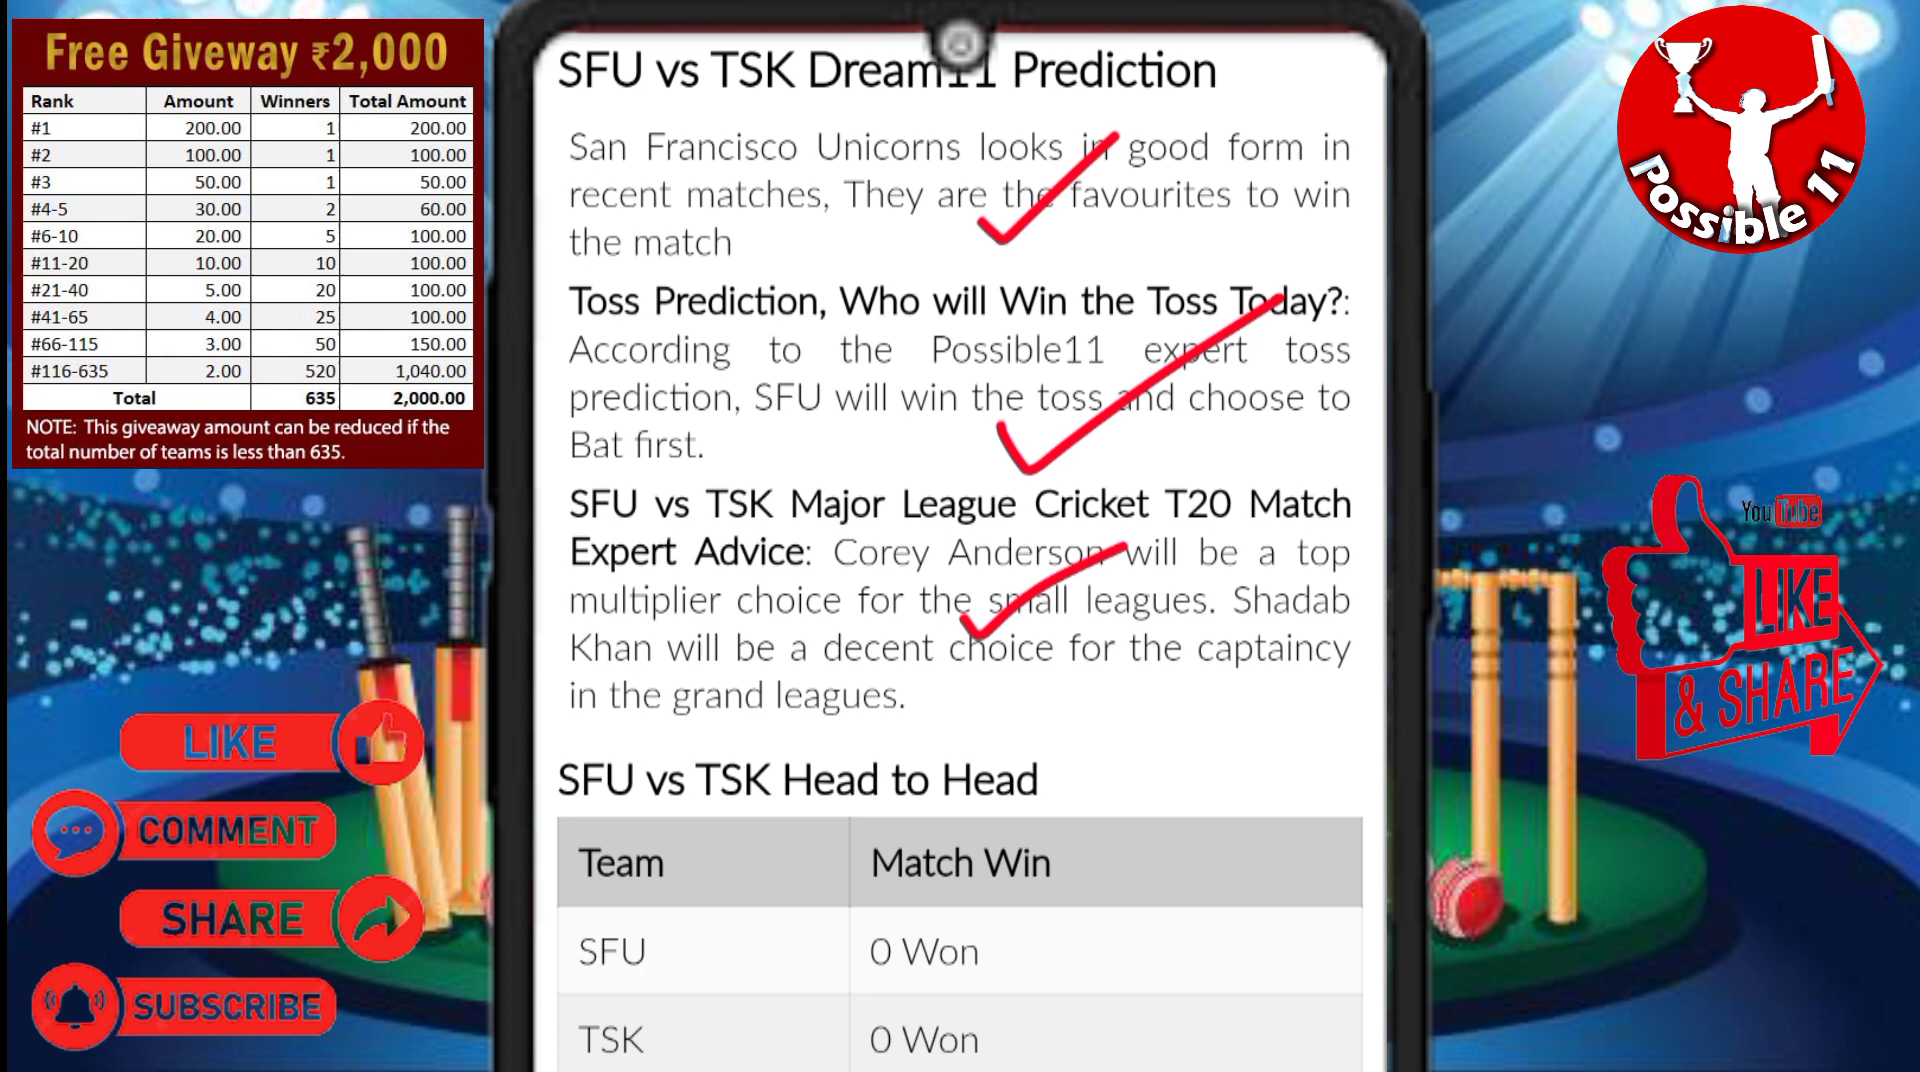 Free Giveway ₹2,000
Rank Amount Winners Total Amount
#1 200.00 1 200.00
#2 100.00 1 100.00
#3 50.00 1 50.00
#4-5 30.00 2 60.00
#6-10 20.00 5 100.00
#11-20 10.00 10 100.00
#21-40 5.00 20 100.00
#41-65 4.00 25 100.00
#66-115 3.00 50 150.00
#116-635 2.00 520 1,040.00
Total 635 2,000.00
NOTE: This giveaway amount can be reduced if the
total number of teams is less than 635.
LIKE
COMMENT
SHARE
SUBSCRIBE
SFU vs TSK Dream11 Prediction
San Francisco Unicorns looks in good form in
recent matches, They are the favourites to win
the match
Toss Prediction, Who will Win the Toss Today?:
According to the Possible11 expert toss
prediction, SFU will win the toss and choose to
Bat first.
SFU vs TSK Major League Cricket T20 Match
Expert Advice: Corey Anderson will be a top
multiplier choice for the small leagues. Shadab
Khan will be a decent choice for the captaincy
in the grand leagues.
SFU vs TSK Head to Head
Team Match Win
SFU 0 Won
TSK 0 Won
Possible 11
YouTube
LIKE
& SHARE